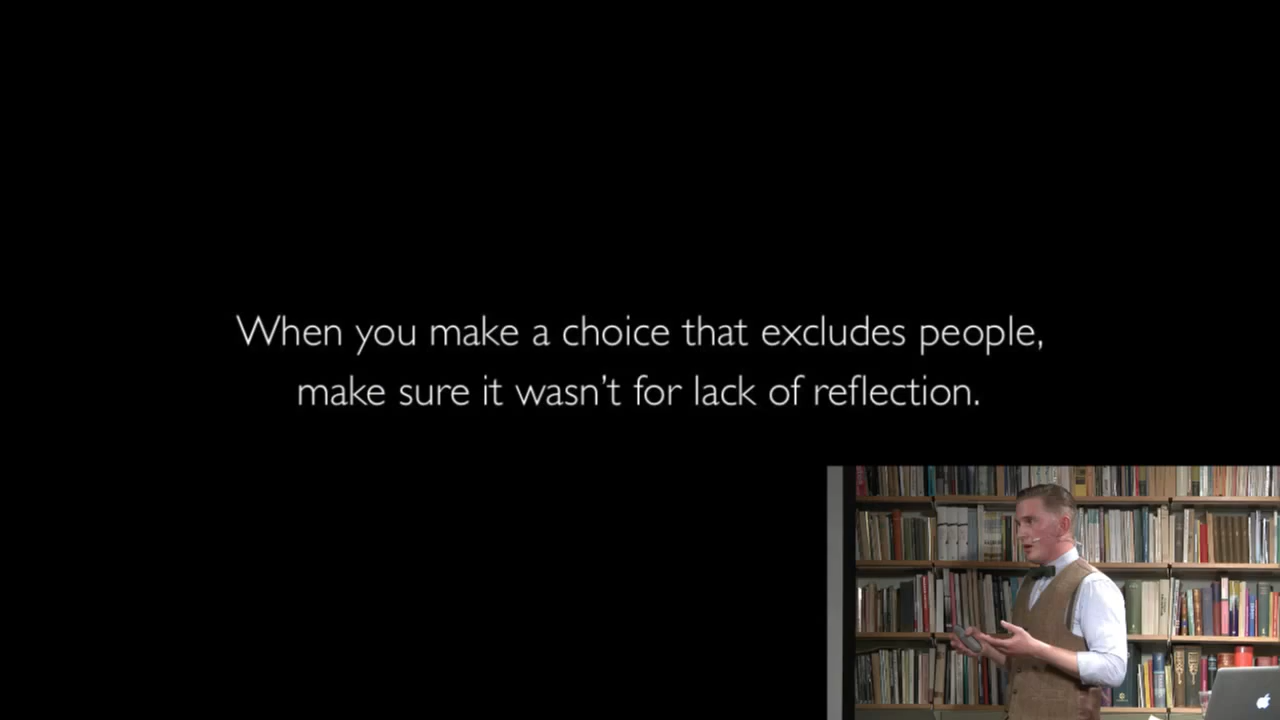 When you make a choice that excludes people,
make sure it wasn't for lack of reflection.